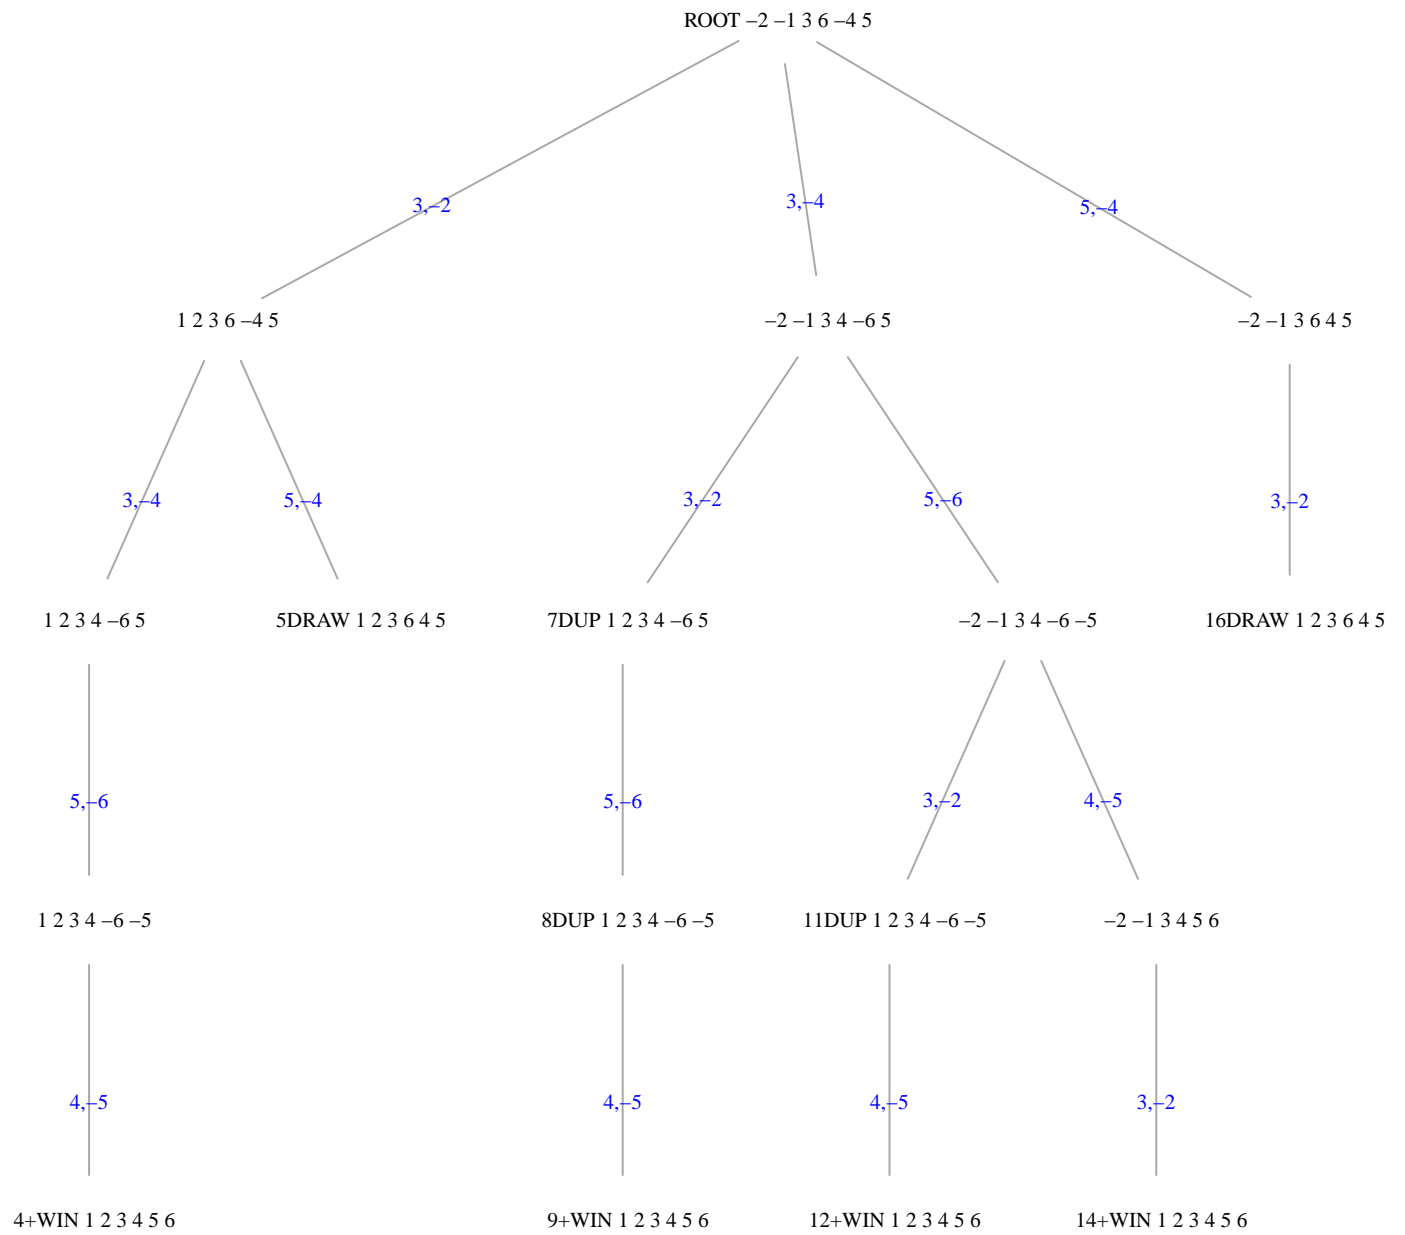 ROOT –2 –1 3 6 –4 5
3,–2
3,–4
5,–4
1 2 3 6 –4 5
–2 –1 3 4 –6 5
–2 –1 3 6 4 5
3,–4
5,–4
3,–2
5,–6
3,–2
1 2 3 4 –6 5
5DRAW 1 2 3 6 4 5
7DUP 1 2 3 4 –6 5
–2 –1 3 4 –6 –5
16DRAW 1 2 3 6 4 5
5,–6
5,–6
3,–2
4,–5
1 2 3 4 –6 –5
8DUP 1 2 3 4 –6 –5
11DUP 1 2 3 4 –6 –5
–2 –1 3 4 5 6
4,–5
4,–5
4,–5
3,–2
4+WIN 1 2 3 4 5 6
9+WIN 1 2 3 4 5 6
12+WIN 1 2 3 4 5 6
14+WIN 1 2 3 4 5 6